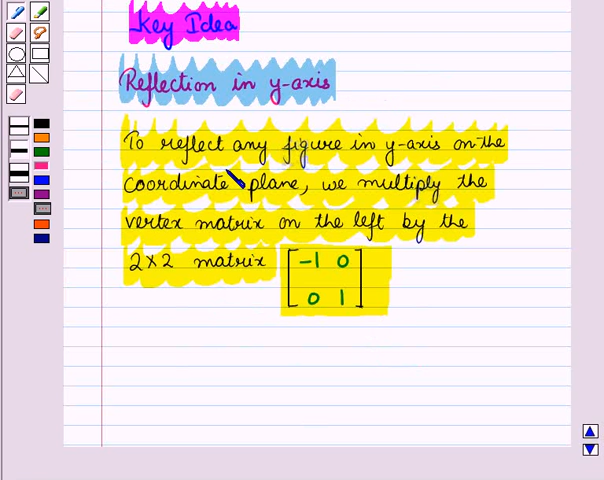 Key Idea
Reflection in y-axis
To reflect any figure in y-axis on the
coordinate plane, we multiply the
vertex matrix on the left by the
2×2 matrix [-1 0
0 1]